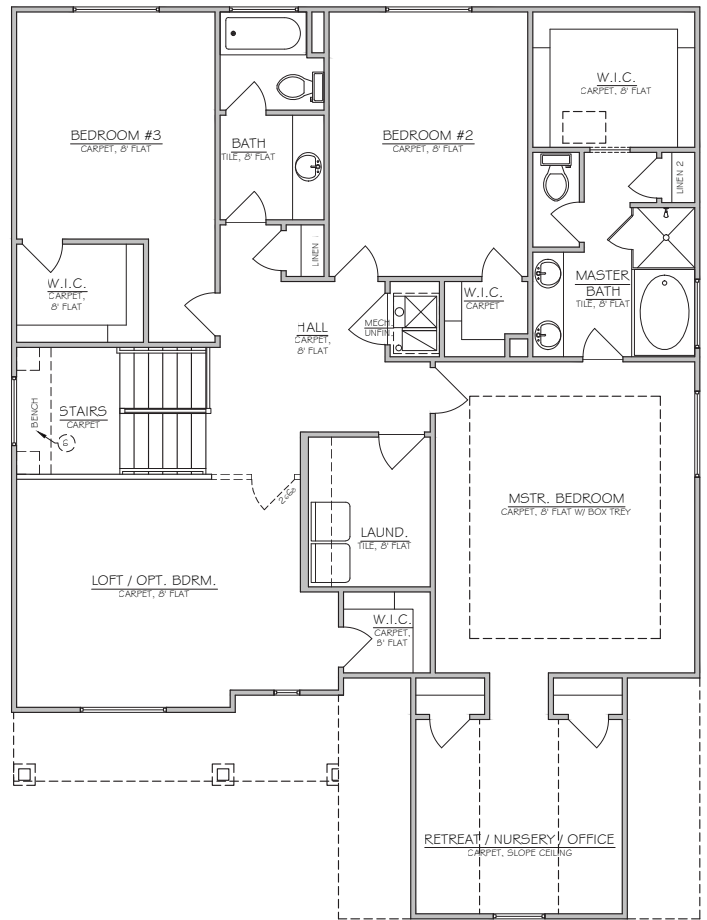 W.I.C.
CARPET, 8' FLAT
BEDROOM #3
CARPET, 8' FLAT
BATH
TILE, 8' FLAT
BEDROOM #2
CARPET, 8' FLAT
LINEN 2
LINEN
W.I.C.
CARPET,
8' FLAT
W.I.C.
CARPET
MASTER
BATH
TILE, 8' FLAT
HALL
CARPET,
8' FLAT
MECH.
UNFIN.
BENCH
STAIRS
CARPET
2668
MSTR. BEDROOM
CARPET, 8' FLAT W/ BOX TREY
LAUND.
TILE, 8' FLAT
LOFT / OPT. BDRM.
CARPET, 8' FLAT
W.I.C.
CARPET,
8' FLAT
RETREAT / NURSERY / OFFICE
CARPET, SLOPE CEILING